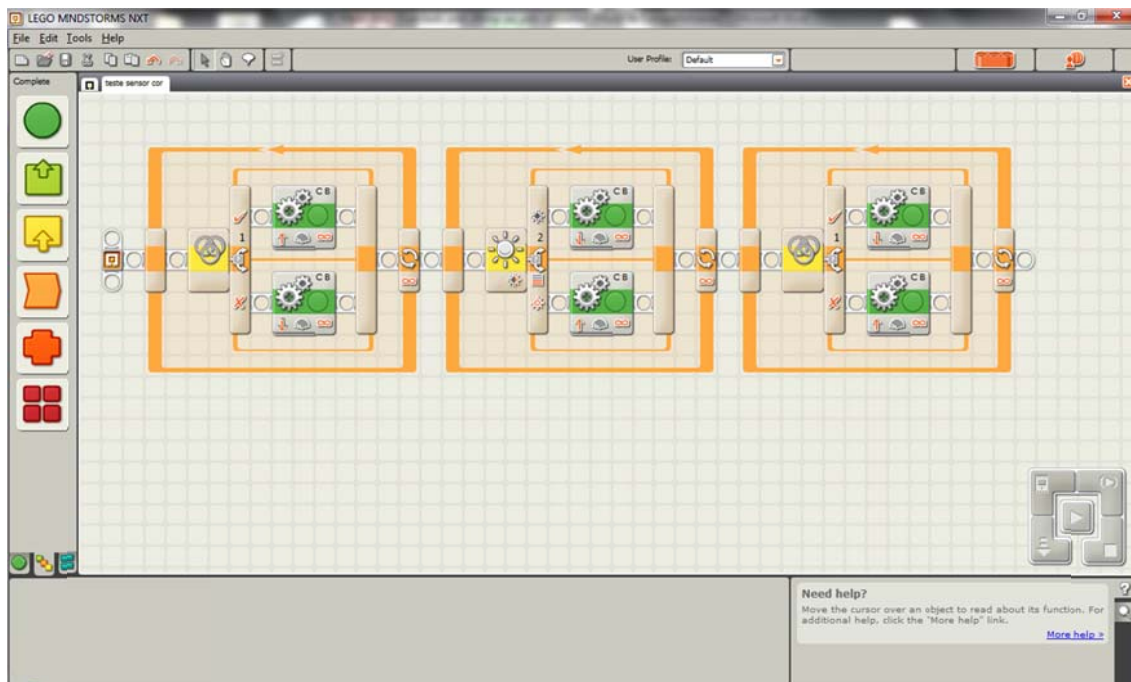 LEGO MINDSTORMS NXT
File Edit Tools Help
User Profile: Default
Complete
teste sensor cor
C B
C B
C B
1
2
1
C B
C B
C B
Need help?
Move the cursor over an object to read about its function. For
additional help, click the "More help" link.
More help »
?